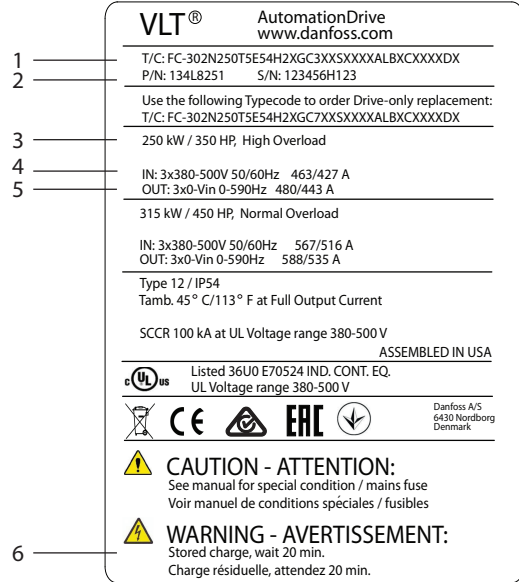 VLT® AutomationDrive
www.danfoss.com
1 T/C: FC-302N250T5E54H2XGC3XXSXXXXALBXCXXXXDX
2 P/N: 134L8251 S/N: 123456H123
Use the following Typecode to order Drive-only replacement:
T/C: FC-302N250T5E54H2XGC7XXSXXXXALBXCXXXXDX
3 250 kW / 350 HP, High Overload
4 IN: 3x380-500V 50/60Hz 463/427 A
5 OUT: 3x0-Vin 0-590Hz 480/443 A
315 kW / 450 HP, Normal Overload
IN: 3x380-500V 50/60Hz 567/516 A
OUT: 3x0-Vin 0-590Hz 588/535 A
Type 12 / IP54
Tamb. 45° C/113° F at Full Output Current
SCCR 100 kA at UL Voltage range 380-500 V
ASSEMBLED IN USA
c UL us Listed 36U0 E70524 IND. CONT. EQ.
UL Voltage range 380-500 V
CE EAC Danfoss A/S
6430 Nordborg
Denmark
CAUTION - ATTENTION:
See manual for special condition / mains fuse
Voir manuel de conditions spéciales / fusibles
WARNING - AVERTISSEMENT:
6 Stored charge, wait 20 min.
Charge résiduelle, attendez 20 min.